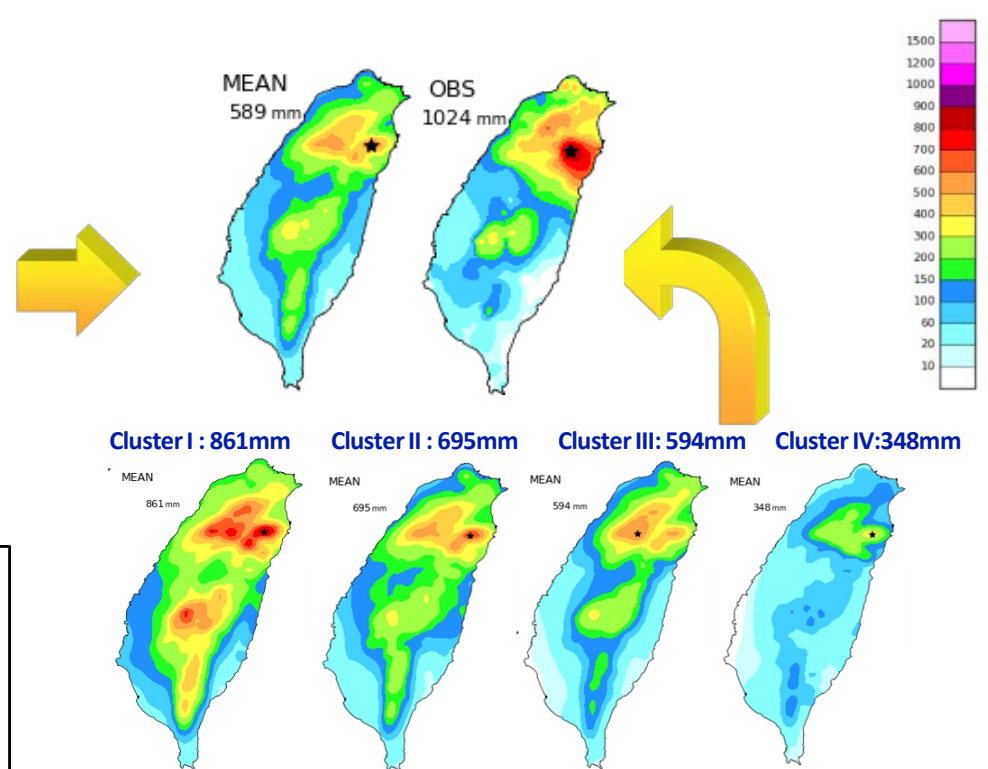 MEAN
589 mm
OBS
1024 mm
1500
1200
1000
900
800
700
600
500
400
300
200
150
100
60
20
10
Cluster I : 861mm
Cluster II : 695mm
Cluster III: 594mm
Cluster IV:348mm
MEAN
861 mm
MEAN
695 mm
MEAN
594 mm
MEAN
348 mm